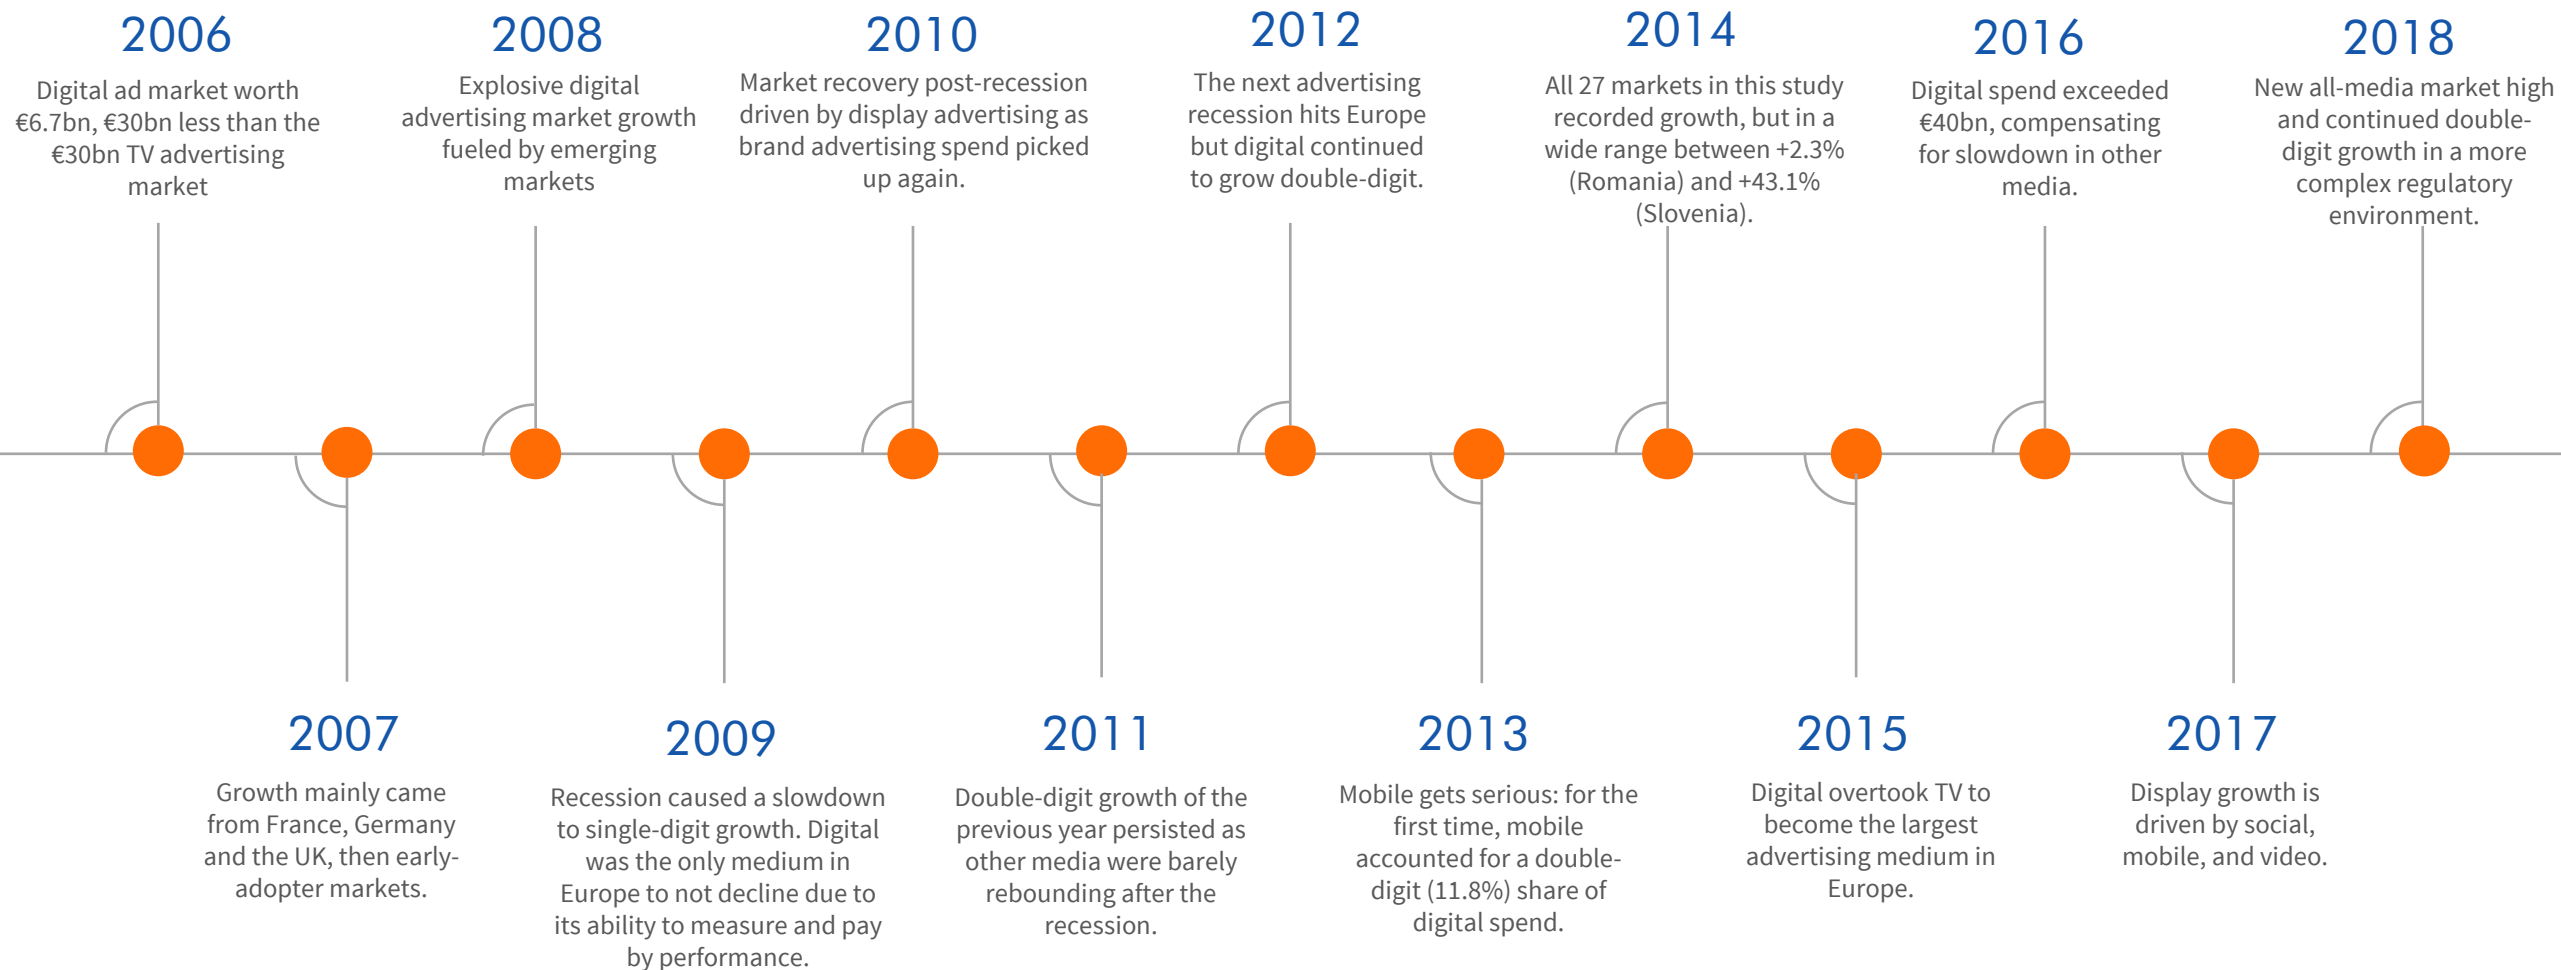 2006
Digital ad market worth
€6.7bn, €30bn less than the
€30bn TV advertising
market
2008
Explosive digital
advertising market growth
fueled by emerging
markets
2010
Market recovery post-recession
driven by display advertising as
brand advertising spend picked
up again.
2012
The next advertising
recession hits Europe
but digital continued
to grow double-digit.
2014
All 27 markets in this study
recorded growth, but in a
wide range between +2.3%
(Romania) and +43.1%
(Slovenia).
2016
Digital spend exceeded
€40bn, compensating
for slowdown in other
media.
2018
New all-media market high
and continued double-
digit growth in a more
complex regulatory
environment.
2007
Growth mainly came
from France, Germany
and the UK, then early-
adopter markets.
2009
Recession caused a slowdown
to single-digit growth. Digital
was the only medium in
Europe to not decline due to
its ability to measure and pay
by performance.
2011
Double-digit growth of the
previous year persisted as
other media were barely
rebounding after the
recession.
2013
Mobile gets serious: for the
first time, mobile
accounted for a double-
digit (11.8%) share of
digital spend.
2015
Digital overtook TV to
become the largest
advertising medium in
Europe.
2017
Display growth is
driven by social,
mobile, and video.